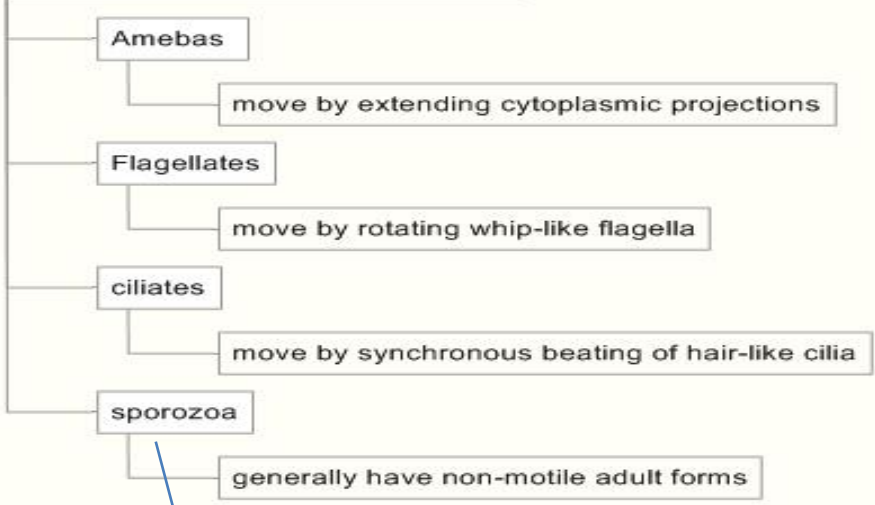 Amebas
move by extending cytoplasmic projections
Flagellates
move by rotating whip-like flagella
ciliates
move by synchronous beating of hair-like cilia
sporozoa
generally have non-motile adult forms